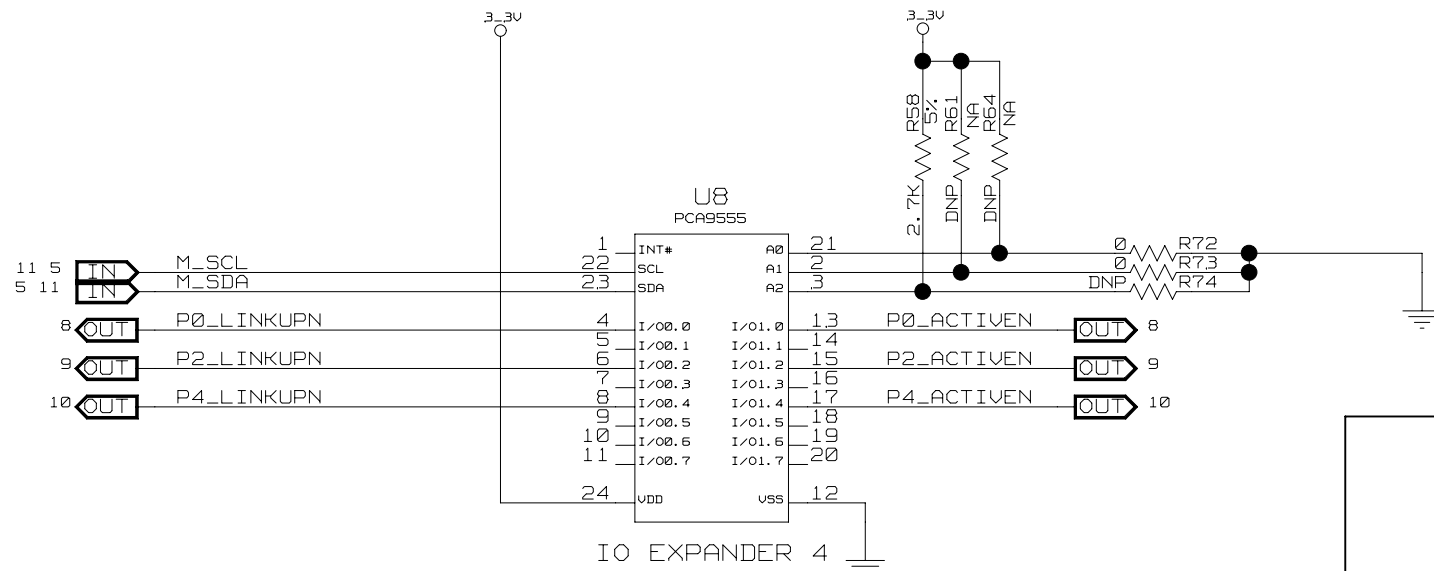 3_3V
3_3V
R58
5%
2.7K
R61
NA
DNP
R64
NA
DNP
U8
PCA9555
1 INT# A0 21 0 R72
11 5 IN M_SCL 22 SCL A1 2 0 R73
5 11 IN M_SDA 23 SDA A2 3 DNP R74
8 OUT P0_LINKUPN 4 I/O0.0 I/O1.0 13 P0_ACTIVEN OUT 8
5 I/O0.1 I/O1.1 14
9 OUT P2_LINKUPN 6 I/O0.2 I/O1.2 15 P2_ACTIVEN OUT 9
7 I/O0.3 I/O1.3 16
10 OUT P4_LINKUPN 8 I/O0.4 I/O1.4 17 P4_ACTIVEN OUT 10
9 I/O0.5 I/O1.5 18
10 I/O0.6 I/O1.6 19
11 I/O0.7 I/O1.7 20
24 VDD VSS 12
IO EXPANDER 4